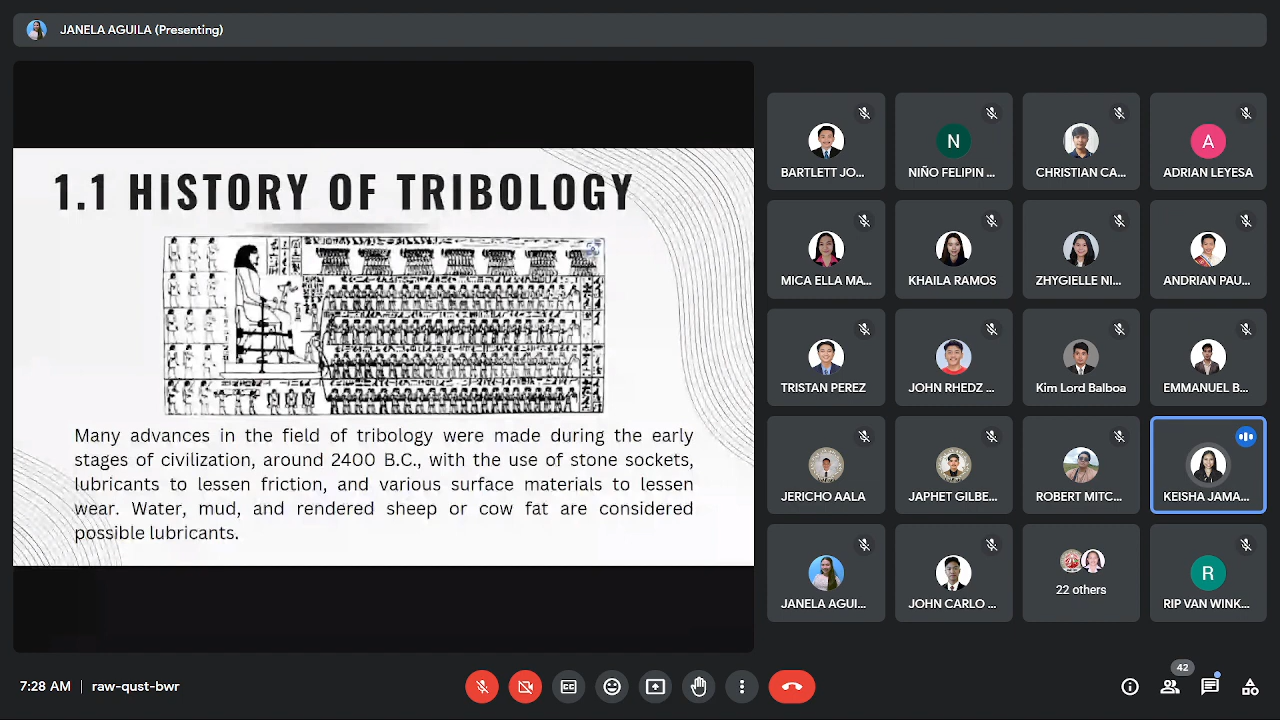 JANELA AGUILA (Presenting)
1.1 HISTORY OF TRIBOLOGY
Many advances in the field of tribology were made during the early
stages of civilization, around 2400 B.C., with the use of stone sockets,
lubricants to lessen friction, and various surface materials to lessen
wear. Water, mud, and rendered sheep or cow fat are considered
possible lubricants.
BARTLETT JO...
N
NIÑO FELIPIN ...
CHRISTIAN CA...
A
ADRIAN LEYESA
MICA ELLA MA...
KHAILA RAMOS
ZHYGIELLE NI...
ANDRIAN PAU...
TRISTAN PEREZ
JOHN RHEDZ ...
Kim Lord Balboa
EMMANUEL B...
JERICHO AALA
JAPHET GILBE...
ROBERT MITC...
KEISHA JAMA...
JANELA AGUI...
JOHN CARLO ...
22 others
R
RIP VAN WINK...
7:28 AM | raw-qust-bwr
CC
42